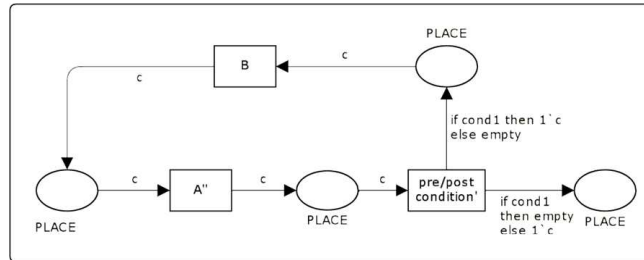 PLACE
c
B
c
if cond1 then 1`c
else empty
c
A"
c
c
pre/post
condition'
if cond1
then empty
else 1`c
PLACE
PLACE
PLACE